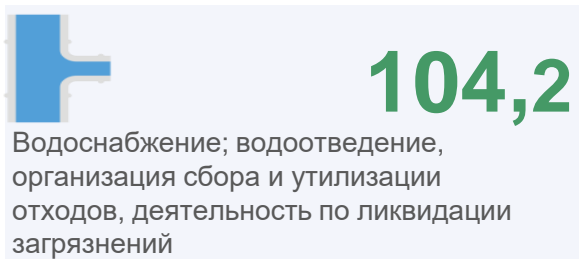 104,2
Водоснабжение; водоотведение,
организация сбора и утилизации
отходов, деятельность по ликвидации
загрязнений